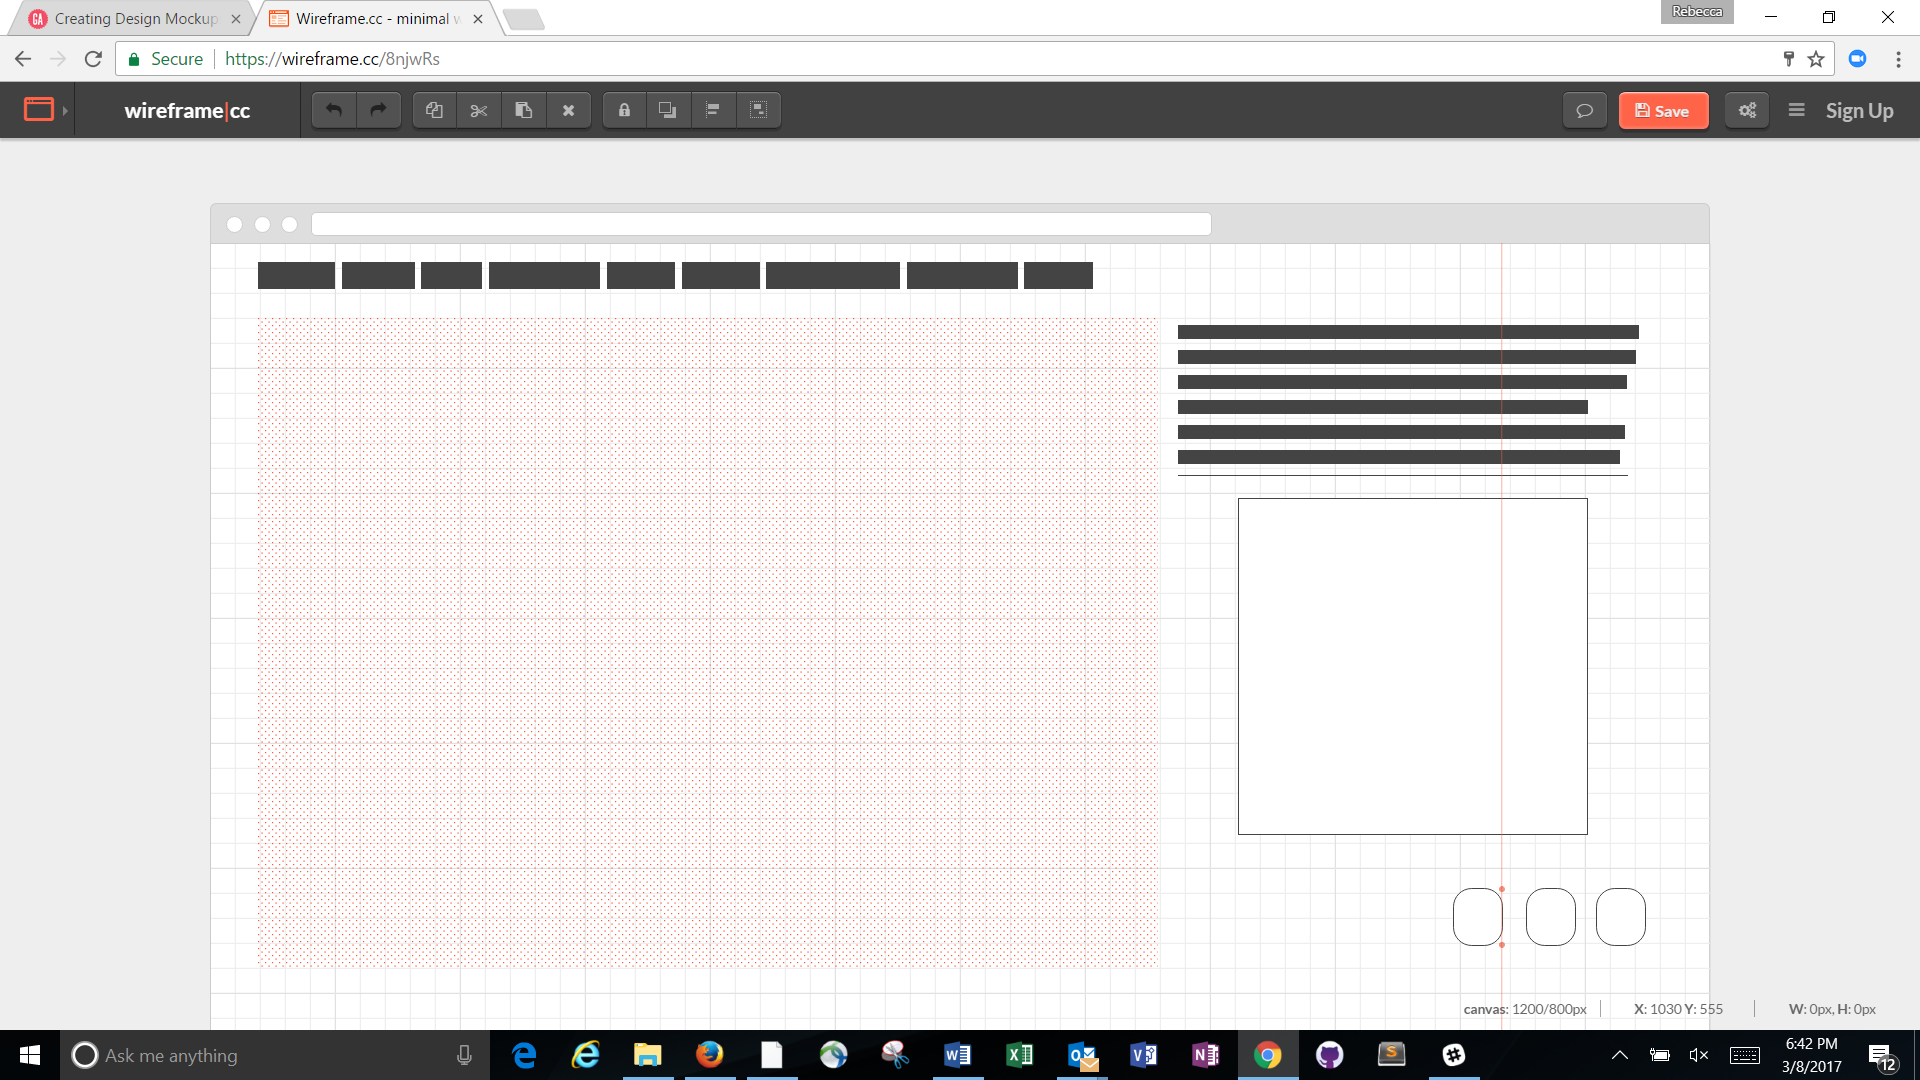 Creating Design Mockup
Wireframe.cc - minimal w
Rebecca
Secure
https://wireframe.cc/8njwRs
wireframe|cc
Save
Sign Up
canvas: 1200/800px
X: 1030 Y: 555
W: 0px, H: 0px
Ask me anything
6:42 PM
3/8/2017
12